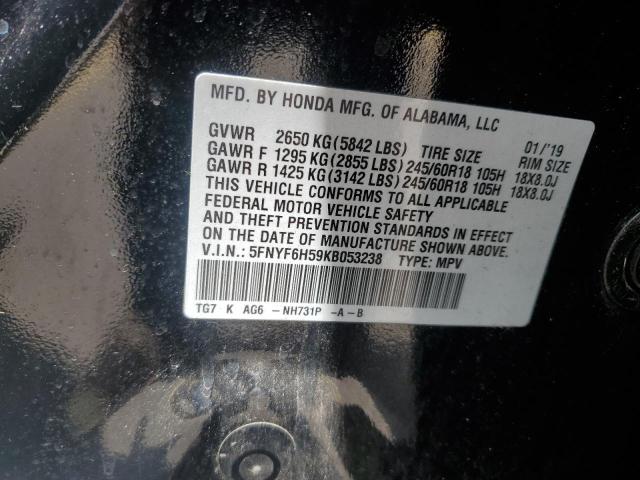 MFD. BY HONDA MFG. OF ALABAMA, LLC
GVWR 2650 KG(5842 LBS) TIRE SIZE 01/'19 RIM SIZE
GAWR F 1295 KG(2855 LBS) 245/60R18 105H 18X8.0J
GAWR R 1425 KG(3142 LBS) 245/60R18 105H 18X8.0J
THIS VEHICLE CONFORMS TO ALL APPLICABLE
FEDERAL MOTOR VEHICLE SAFETY
AND THEFT PREVENTION STANDARDS IN EFFECT
ON THE DATE OF MANUFACTURE SHOWN ABOVE.
V.I.N.: 5FNYF6H59KB053238 TYPE: MPV
TG7 K AG6 -NH731P -A-B